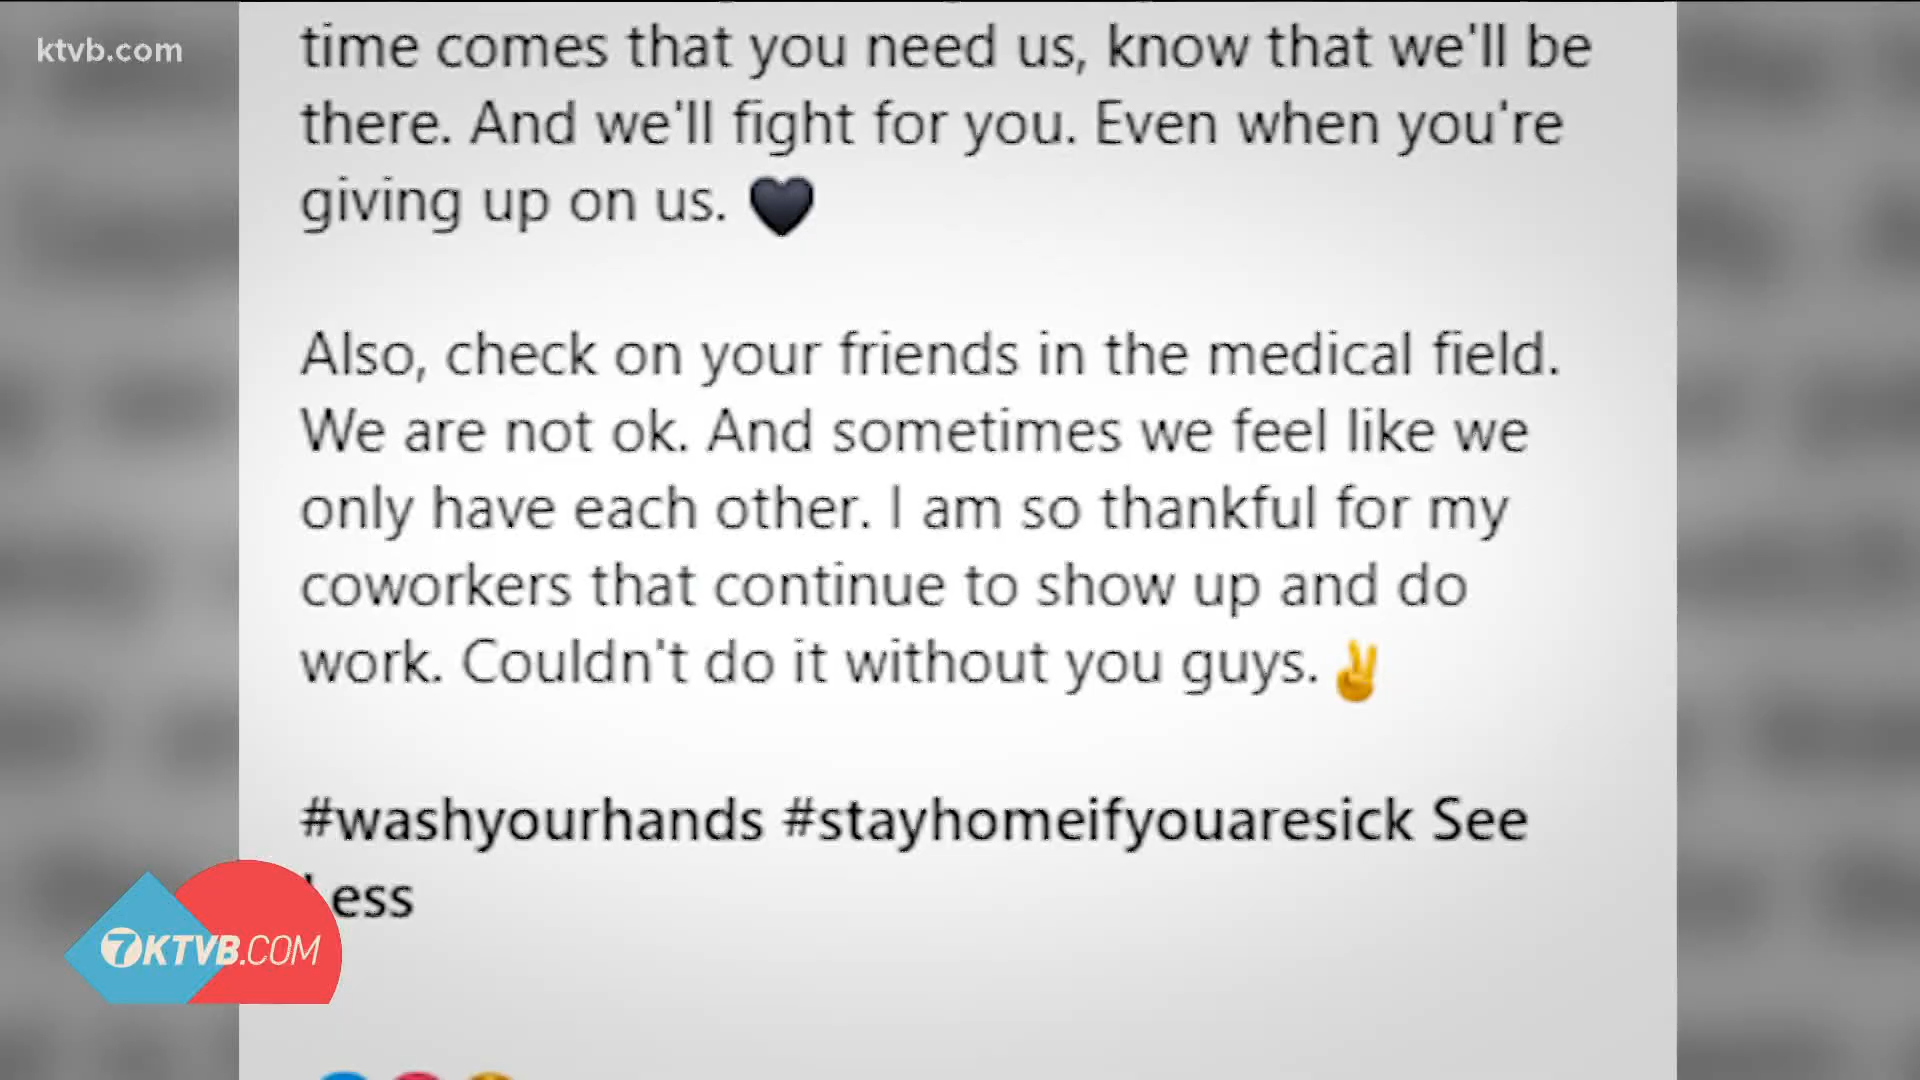 ktvb.com
time comes that you need us, know that we'll be
there. And we'll fight for you. Even when you're
giving up on us. 🖤
Also, check on your friends in the medical field.
We are not ok. And sometimes we feel like we
only have each other. I am so thankful for my
coworkers that continue to show up and do
work. Couldn't do it without you guys.✌
#washyourhands #stayhomeifyouaresick See
Less
7KTVB.COM